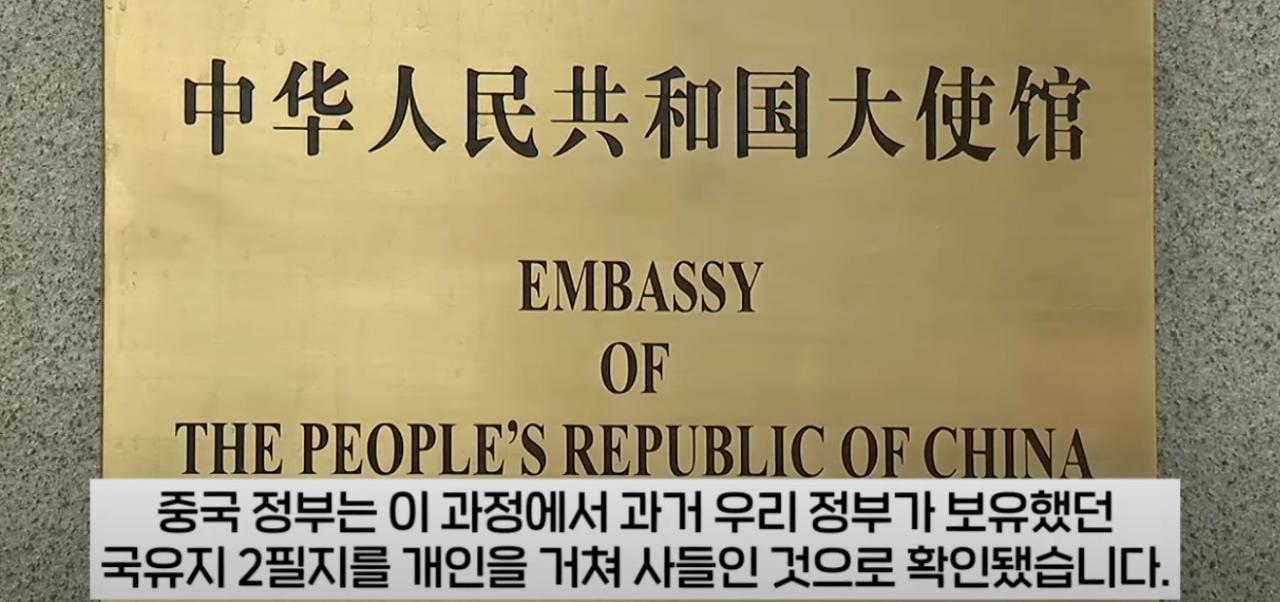 中华人民共和国大使馆
EMBASSY
OF
THE PEOPLE'S REPUBLIC OF CHINA
중국 정부는 이 과정에서 과거 우리 정부가 보유했던
국유지 2필지를 개인을 거쳐 사들인 것으로 확인됐습니다.